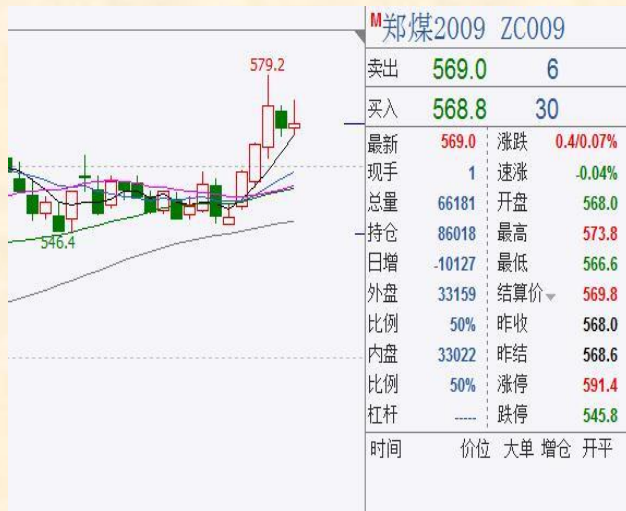 579.2
546.4
M郑煤2009 ZC009
卖出 569.0 6
买入 568.8 30
最新 569.0 涨跌 0.4/0.07%
现手 1 速涨 -0.04%
总量 66181 开盘 568.0
持仓 86018 最高 573.8
日增 -10127 最低 566.6
外盘 33159 结算价 569.8
比例 50% 昨收 568.0
内盘 33022 昨结 568.6
比例 50% 涨停 591.4
杠杆 ----- 跌停 545.8
时间 价位 大单 增仓 开平